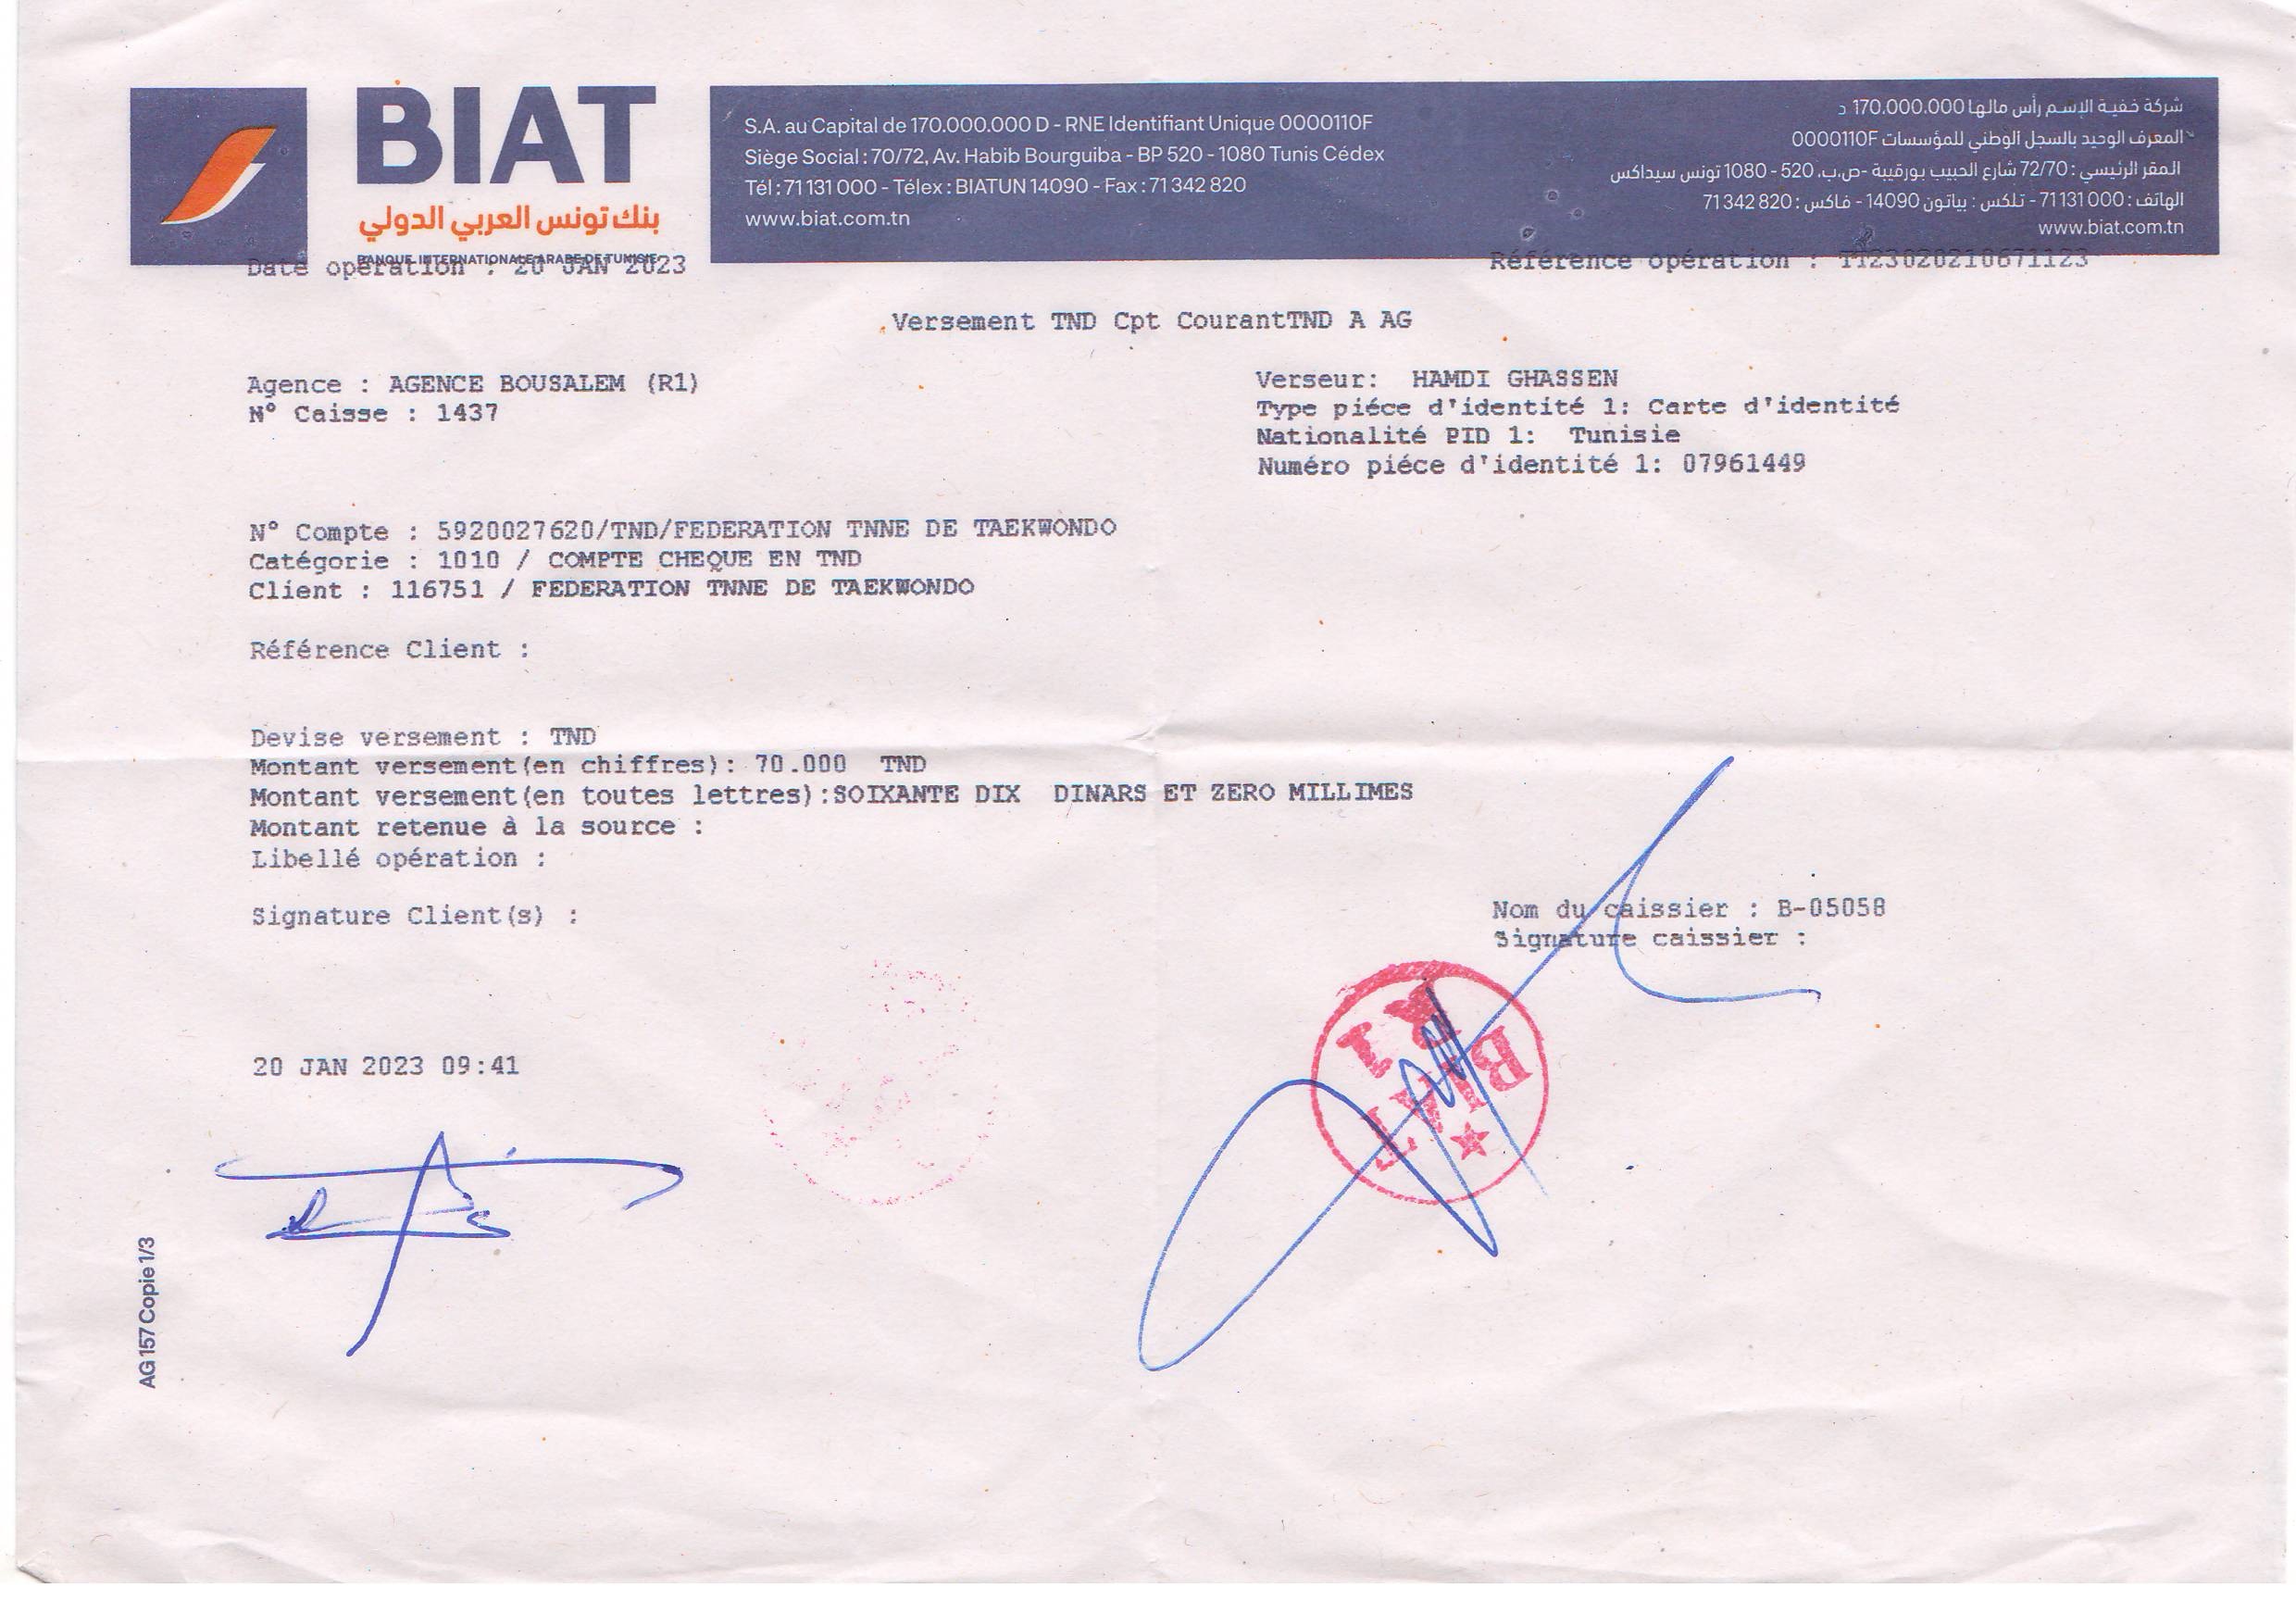 BIAT
بنك تونس العربي الدولي
BANQUE INTERNATIONALE ARABE DE TUNISIE
S.A. au Capital de 170.000.000 D - RNE Identifiant Unique 0000110F
Siège Social : 70/72, Av. Habib Bourguiba - BP 520 - 1080 Tunis Cédex
Tél : 71 131 000 - Télex : BIATUN 14090 - Fax : 71 342 820
www.biat.com.tn
شركة خفية الإسم رأس مالها 170.000.000 د
المعرف الوحيد بالسجل الوطني للمؤسسات 0000110F
المقر الرئيسي : 72/70 شارع الحبيب بورقيبة -ص.ب. 520 - 1080 تونس سيداكس
الهاتف : 71 131 000 - تلكس : بياتون 14090 - فاكس : 71 342 820
www.biat.com.tn
Date opération : 20 JAN 2023
Référence opération : TT23020210671123
Versement TND Cpt CourantTND A AG
Agence : AGENCE BOUSALEM (R1)
N° Caisse : 1437
Verseur: HAMDI GHASSEN
Type piéce d'identité 1: Carte d'identité
Nationalité PID 1: Tunisie
Numéro piéce d'identité 1: 07961449
N° Compte : 5920027620/TND/FEDERATION TNNE DE TAEKWONDO
Catégorie : 1010 / COMPTE CHEQUE EN TND
Client : 116751 / FEDERATION TNNE DE TAEKWONDO
Référence Client :
Devise versement : TND
Montant versement(en chiffres): 70.000 TND
Montant versement(en toutes lettres):SOIXANTE DIX DINARS ET ZERO MILLIMES
Montant retenue à la source :
Libellé opération :
Signature Client(s) :
Nom du caissier : B-05058
Signature caissier :
BIAT
20 JAN 2023 09:41
AG 157 Copie 1/3